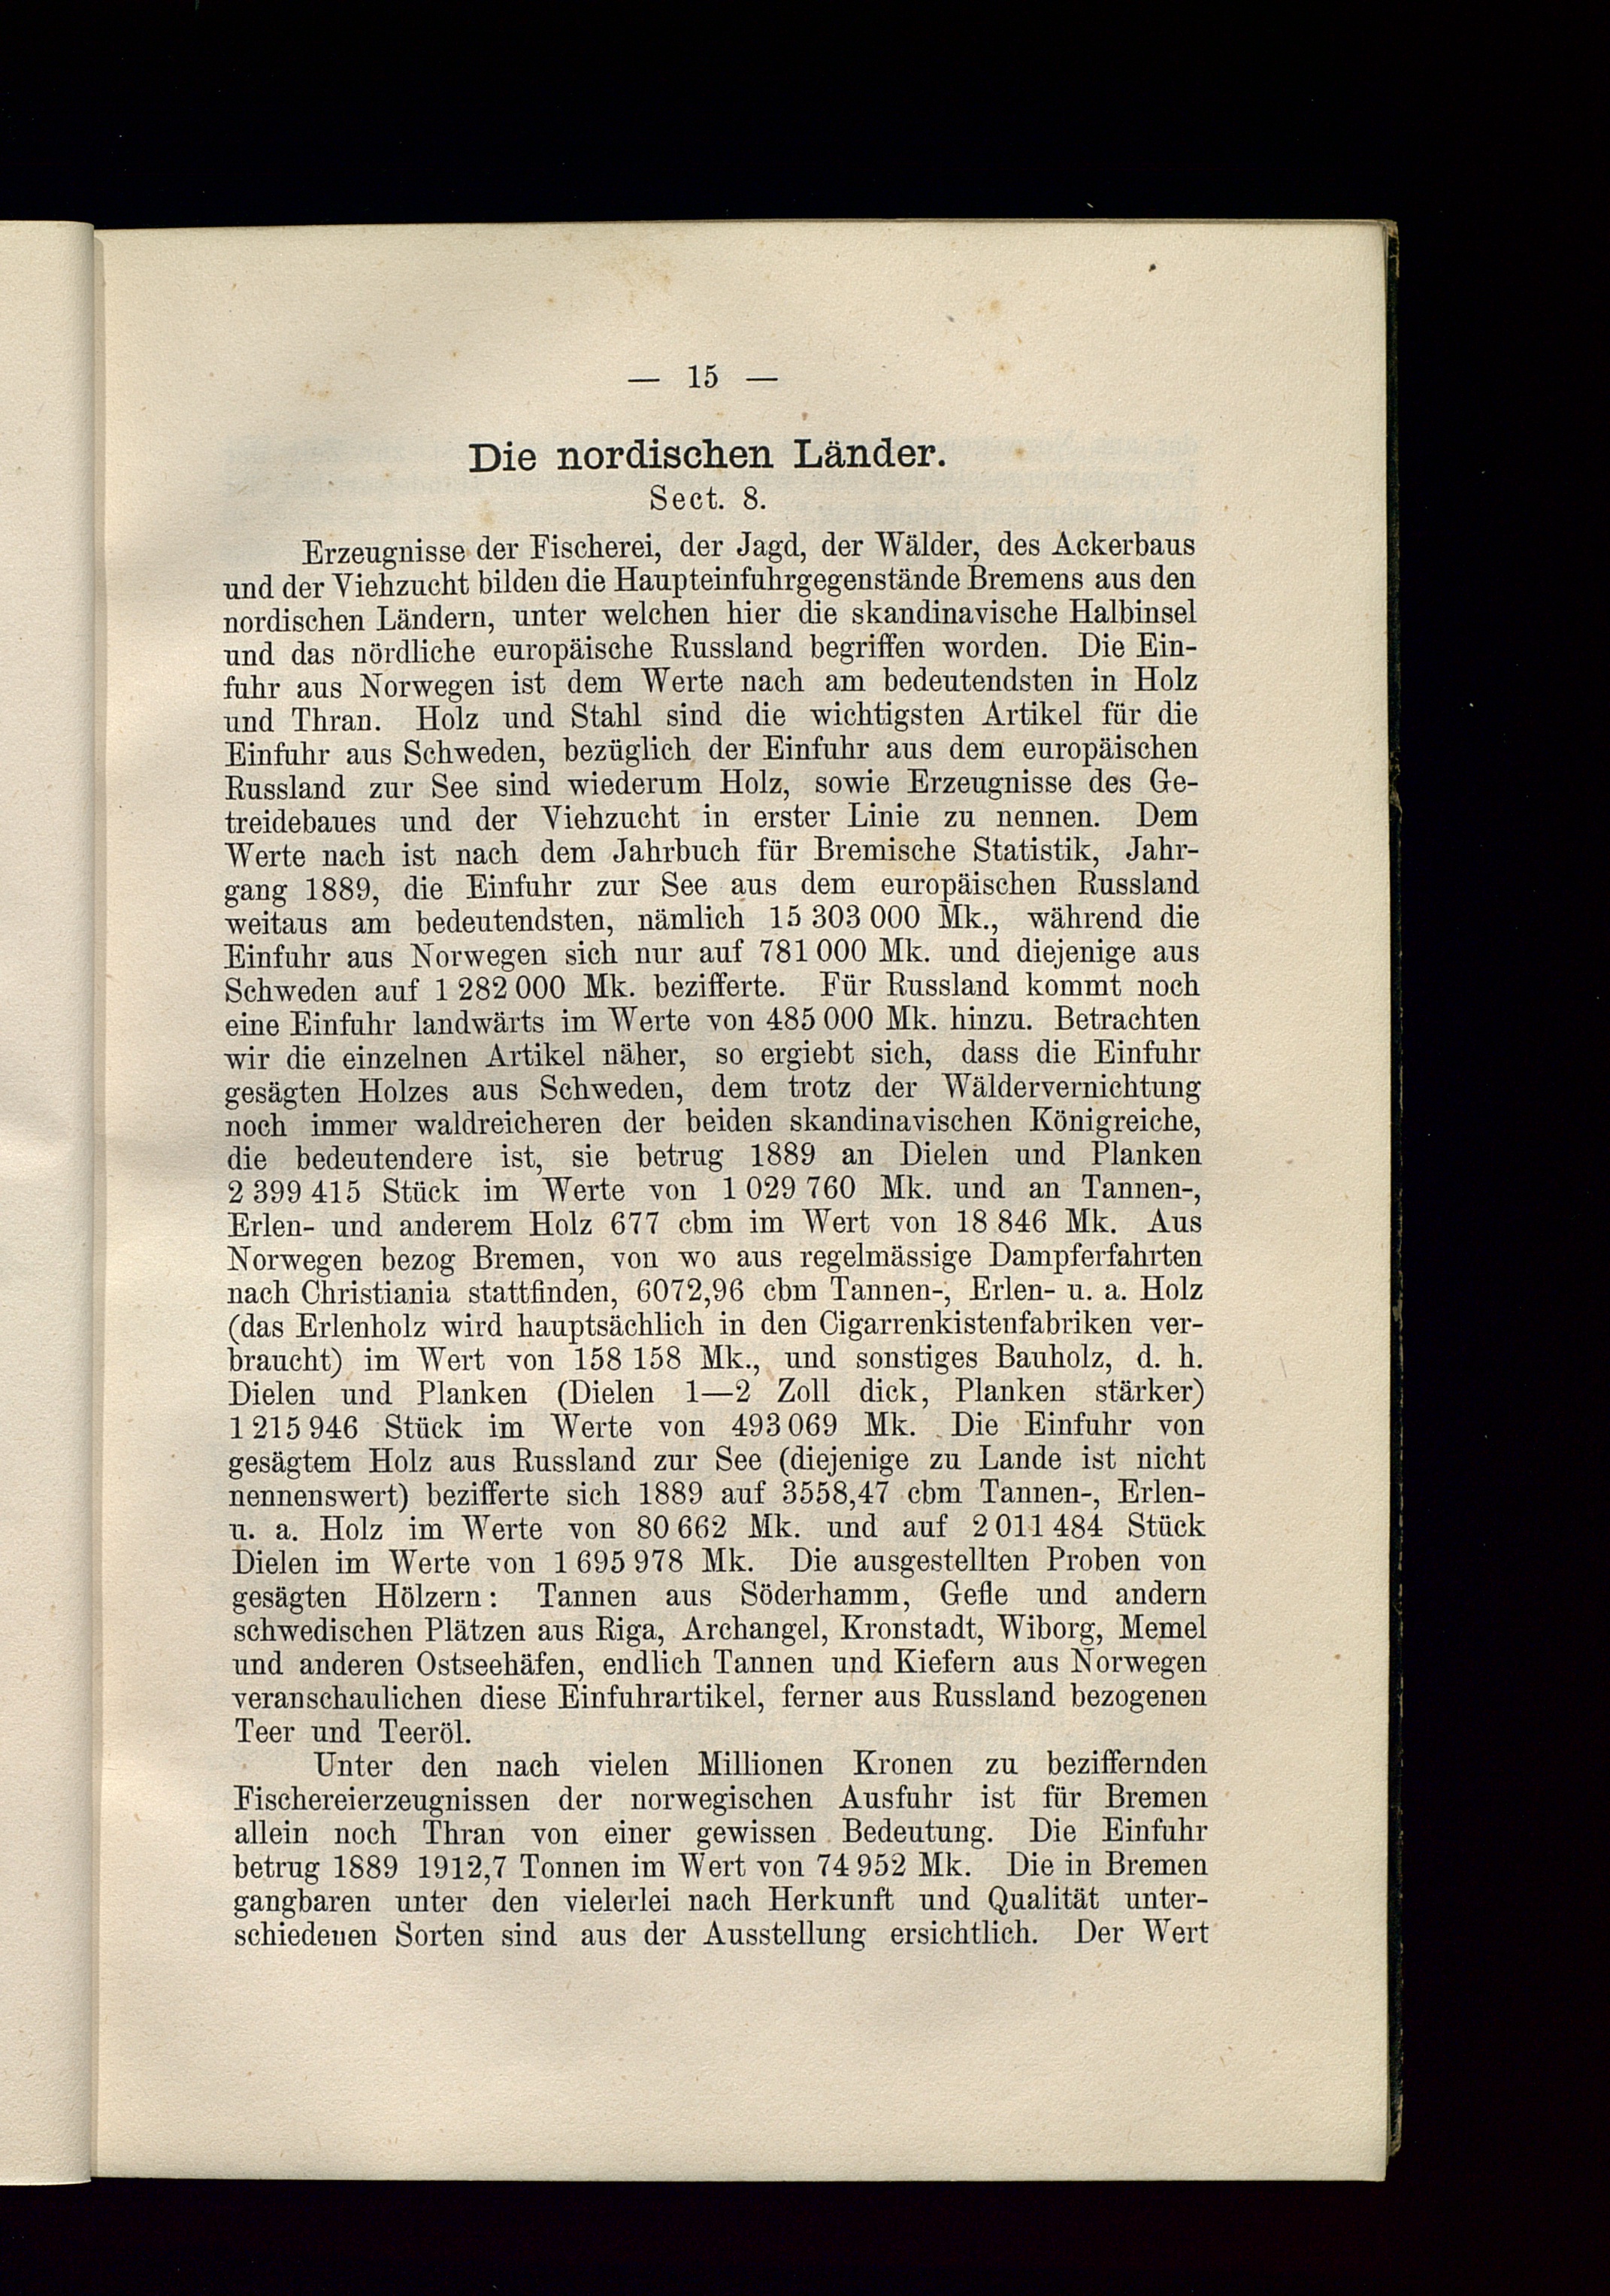 — 15 —
Die nordischen Länder.
Sect. 8.
Erzeugnisse der Fischerei, der Jagd, der Wälder, des Ackerbaus
und der Viehzucht bilden die Haupteinfuhrgegenstände Bremens aus den
nordischen Ländern, unter welchen hier die skandinavische Halbinsel
und das nördliche europäische Russland begriffen worden. Die Ein-
fuhr aus Norwegen ist dem Werte nach am bedeutendsten in Holz
und Thran. Holz und Stahl sind die wichtigsten Artikel für die
Einfuhr aus Schweden, bezüglich der Einfuhr aus dem europäischen
Russland zur See sind wiederum Holz, sowie Erzeugnisse des Ge-
treidebaues und der Viehzucht in erster Linie zu nennen. Dem
Werte nach ist nach dem Jahrbuch für Bremische Statistik, Jahr-
gang 1889, die Einfuhr zur See aus dem europäischen Russland
weitaus am bedeutendsten, nämlich 15 303 000 Mk., während die
Einfuhr aus Norwegen sich nur auf 781 000 Mk. und diejenige aus
Schweden auf 1 282 000 Mk. bezifferte. Für Russland kommt noch
eine Einfuhr landwärts im Werte von 485 000 Mk. hinzu. Betrachten
wir die einzelnen Artikel näher, so ergiebt sich, dass die Einfuhr
gesägten Holzes aus Schweden, dem trotz der Wäldervernichtung
noch immer waldreicheren der beiden skandinavischen Königreiche,
die bedeutendere ist, sie betrug 1889 an Dielen und Planken
2 399 415 Stück im Werte von 1 029 760 Mk. und an Tannen-,
Erlen- und anderem Holz 677 cbm im Wert von 18 846 Mk. Aus
Norwegen bezog Bremen, von wo aus regelmässige Dampferfahrten
nach Christiania stattfinden, 6072,96 cbm Tannen-, Erlen- u. a. Holz
(das Erlenholz wird hauptsächlich in den Cigarrenkistenfabriken ver-
braucht) im Wert von 158 158 Mk., und sonstiges Bauholz, d. h.
Dielen und Planken (Dielen 1—2 Zoll dick, Planken stärker)
1 215 946 Stück im Werte von 493 069 Mk. Die Einfuhr von
gesägtem Holz aus Russland zur See (diejenige zu Lande ist nicht
nennenswert) bezifferte sich 1889 auf 3558,47 cbm Tannen-, Erlen-
u. a. Holz im Werte von 80 662 Mk. und auf 2 011 484 Stück
Dielen im Werte von 1 695 978 Mk. Die ausgestellten Proben von
gesägten Hölzern: Tannen aus Söderhamm, Gefle und andern
schwedischen Plätzen aus Riga, Archangel, Kronstadt, Wiborg, Memel
und anderen Ostseehäfen, endlich Tannen und Kiefern aus Norwegen
veranschaulichen diese Einfuhrartikel, ferner aus Russland bezogenen
Teer und Teeröl.
Unter den nach vielen Millionen Kronen zu beziffernden
Fischereierzeugnissen der norwegischen Ausfuhr ist für Bremen
allein noch Thran von einer gewissen Bedeutung. Die Einfuhr
betrug 1889 1912,7 Tonnen im Wert von 74 952 Mk. Die in Bremen
gangbaren unter den vielerlei nach Herkunft und Qualität unter-
schiedenen Sorten sind aus der Ausstellung ersichtlich. Der Wert